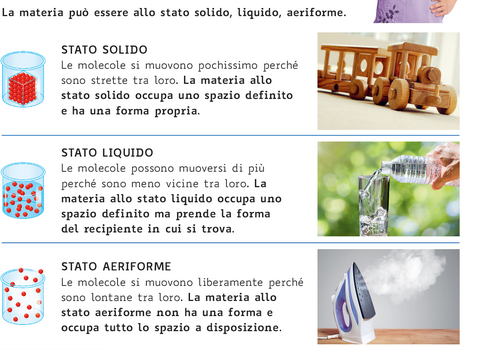 La materia può essere allo stato solido, liquido, aeriforme.
STATO SOLIDO
Le molecole si muovono pochissimo perché
sono strette tra loro. La materia allo
stato solido occupa uno spazio definito
e ha una forma propria.
STATO LIQUIDO
Le molecole possono muoversi di più
perché sono meno vicine tra loro. La
materia allo stato liquido occupa uno
spazio definito ma prende la forma
del recipiente in cui si trova.
STATO AERIFORME
Le molecole si muovono liberamente perché
sono lontane tra loro. La materia allo
stato aeriforme non ha una forma e
occupa tutto lo spazio a disposizione.